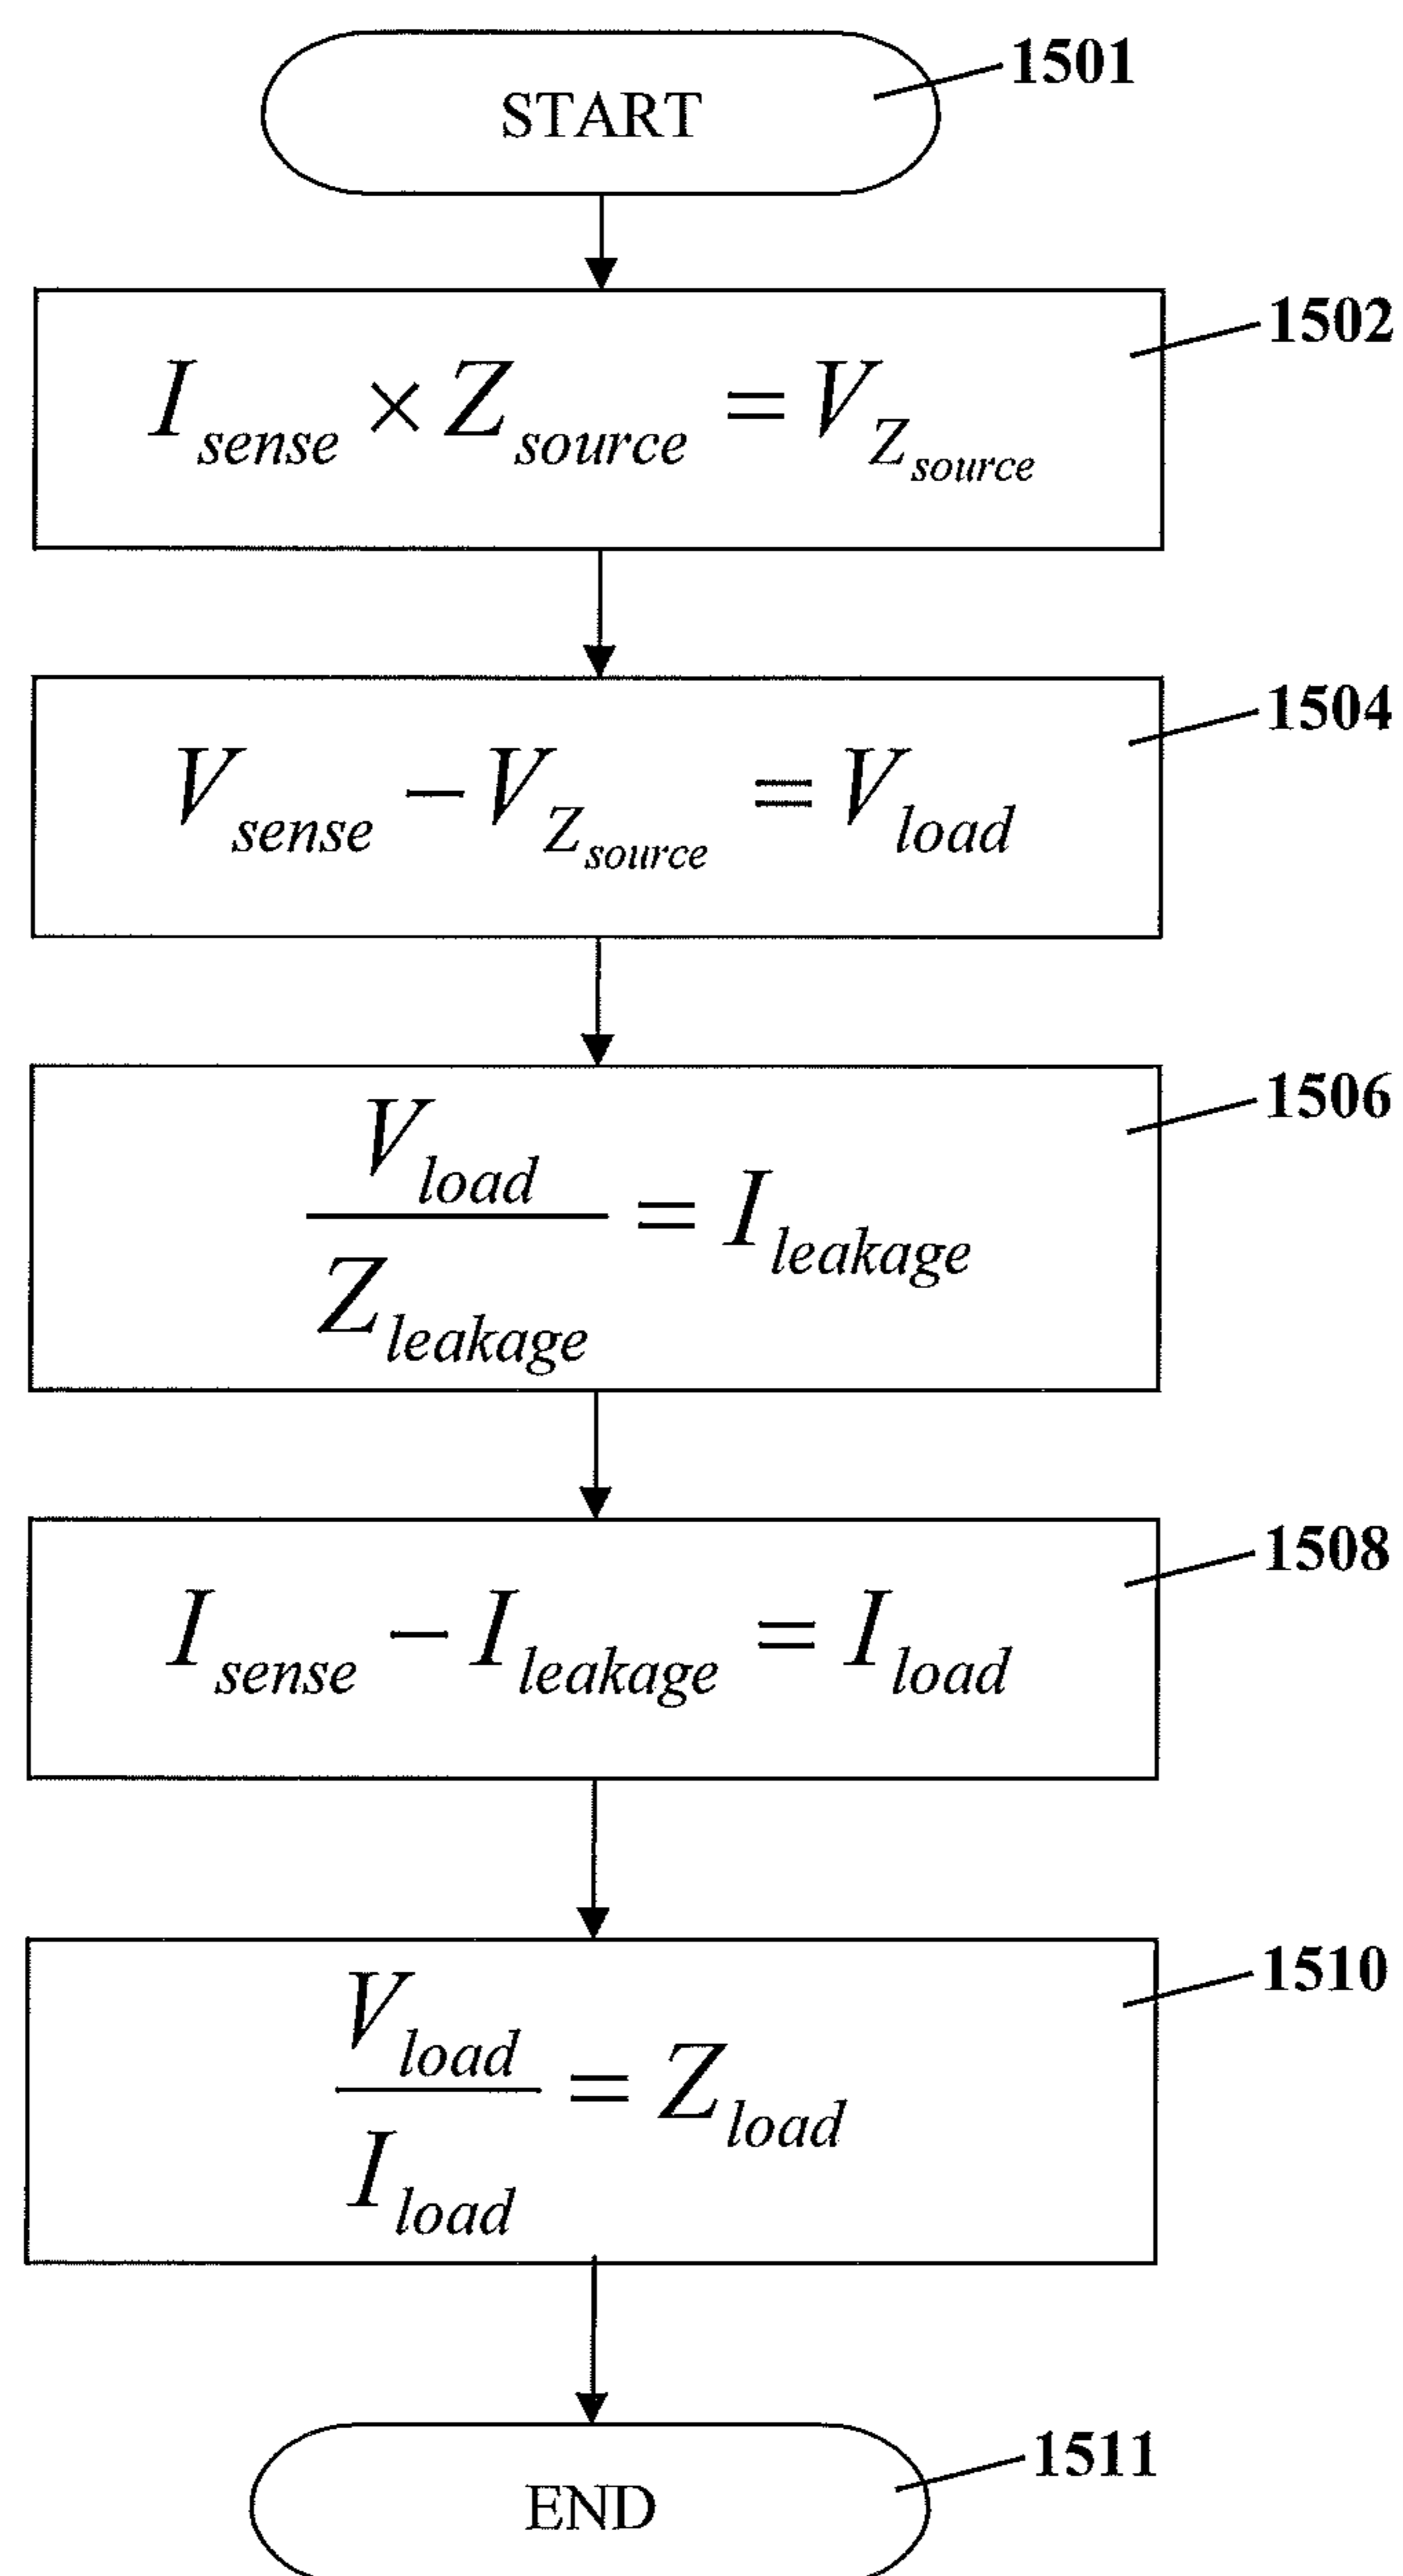 START 1501
1502
I_sense × Z_source = V_Z_source
1504
V_sense − V_Z_source = V_load
1506
V_load / Z_leakage = I_leakage
1508
I_sense − I_leakage = I_load
1510
V_load / I_load = Z_load
1511
END